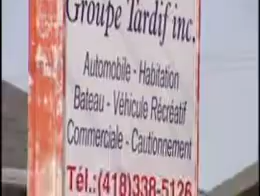 Groupe Tardif inc.
Automobile - Habitation
Bateau - Véhicule Récréatif
Commerciale - Cautionnement
Tél.:(418)338-5126